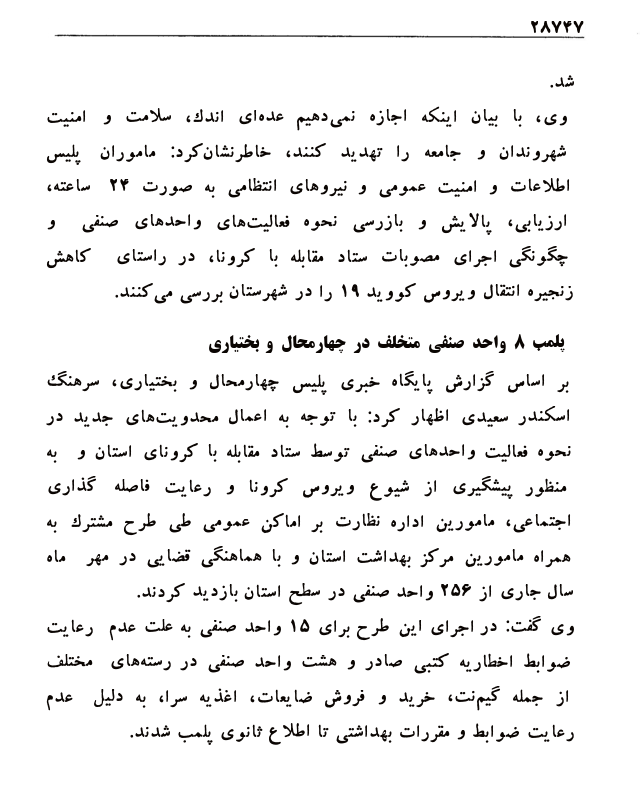 ۲۸۷۴۷
شد.
وی، با بیان اینکه اجازه نمی‌دهیم عده‌ای اندك، سلامت و امنیت
شهروندان و جامعه را تهدید کنند، خاطرنشان‌کرد: ماموران پلیس
اطلاعات و امنیت عمومی و نیروهای انتظامی به صورت ۲۴ ساعته،
ارزیابی، پالایش و بازرسی نحوه فعالیت‌های واحدهای صنفی و
چگونگی اجرای مصوبات ستاد مقابله با کرونا، در راستای کاهش
زنجیره انتقال ویروس کووید ۱۹ را در شهرستان بررسی می‌کنند.
پلمب ۸ واحد صنفی متخلف در چهارمحال و بختیاری
بر اساس گزارش پایگاه خبری پلیس چهارمحال و بختیاری، سرهنگ
اسکندر سعیدی اظهار کرد: با توجه به اعمال محدویت‌های جدید در
نحوه فعالیت واحدهای صنفی توسط ستاد مقابله با کرونای استان و به
منظور پیشگیری از شیوع ویروس کرونا و رعایت فاصله گذاری
اجتماعی، مامورین اداره نظارت بر اماکن عمومی طی طرح مشترك به
همراه مامورین مرکز بهداشت استان و با هماهنگی قضایی در مهر ماه
سال جاری از ۲۵۶ واحد صنفی در سطح استان بازدید کردند.
وی گفت: در اجرای این طرح برای ۱۵ واحد صنفی به علت عدم رعایت
ضوابط اخطاریه کتبی صادر و هشت واحد صنفی در رسته‌های مختلف
از جمله گیم‌نت، خرید و فروش ضایعات، اغذیه سرا، به دلیل عدم
رعایت ضوابط و مقررات بهداشتی تا اطلاع ثانوی پلمب شدند.